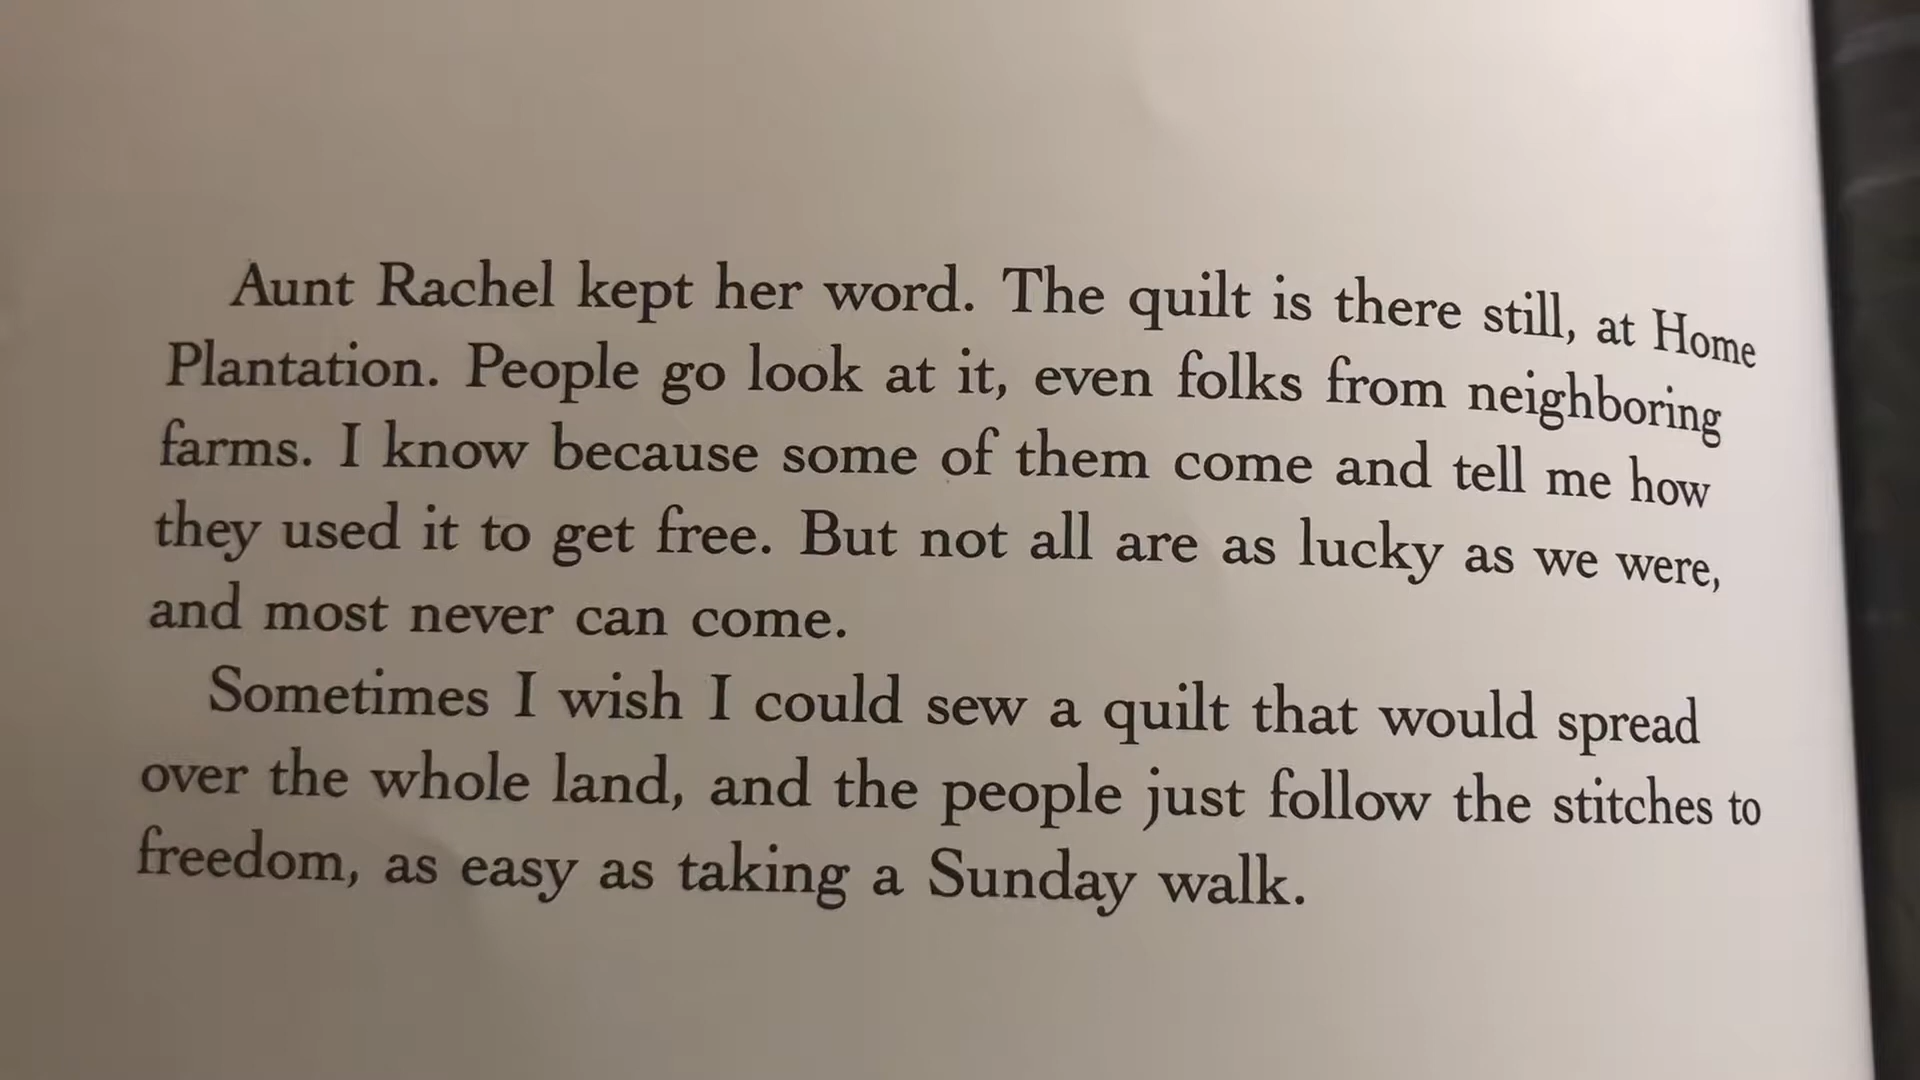 Aunt Rachel kept her word. The quilt is there still, at Home
Plantation. People go look at it, even folks from neighboring
farms. I know because some of them come and tell me how
they used it to get free. But not all are as lucky as we were,
and most never can come.
Sometimes I wish I could sew a quilt that would spread
over the whole land, and the people just follow the stitches to
freedom, as easy as taking a Sunday walk.